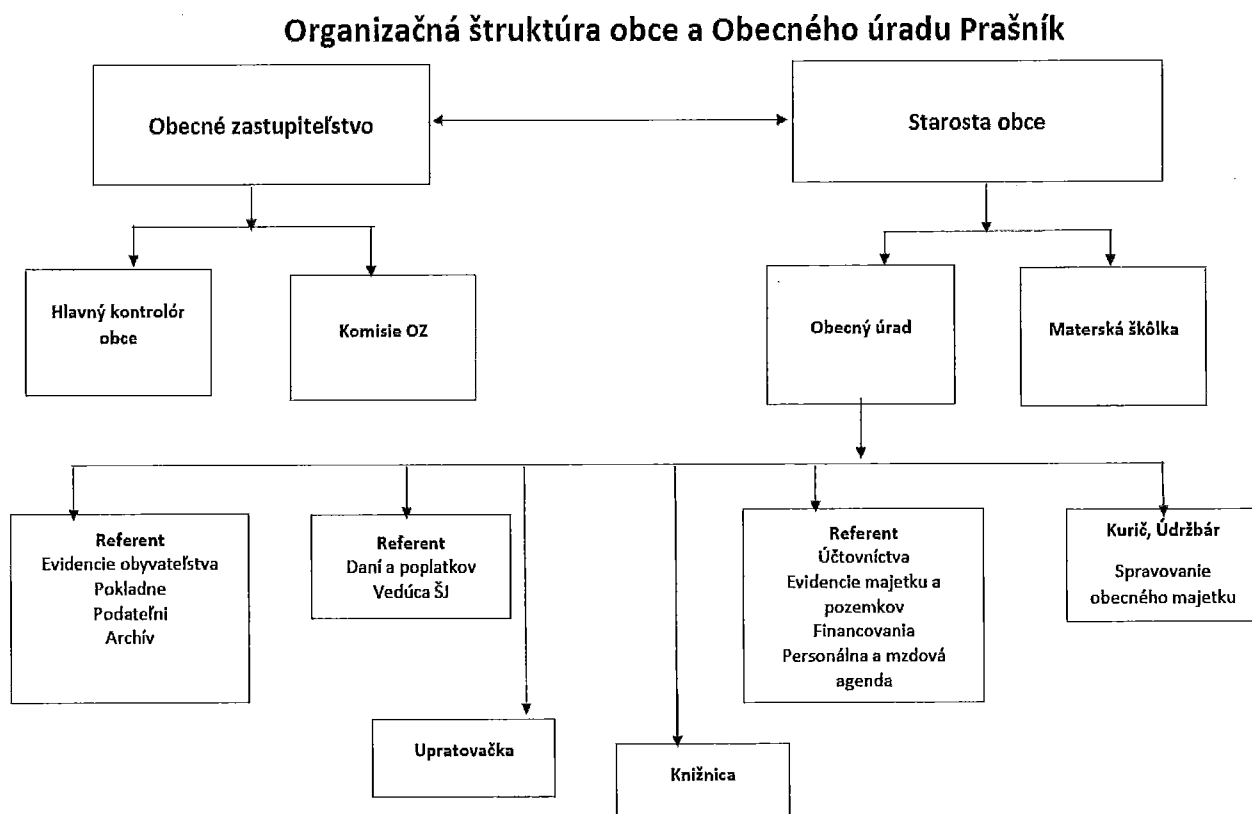 Organizačná štruktúra obce a Obecného úradu Prašník
Obecné zastupiteľstvo
Starosta obce
Hlavný kontrolór
obce
Komisie OZ
Obecný úrad
Materská škôlka
Referent
Evidencie obyvateľstva
Pokladne
Podateľni
Archív
Referent
Daní a poplatkov
Vedúca ŠJ
Referent
Účtovníctva
Evidencie majetku a
pozemkov
Financovania
Personálna a mzdová
agenda
Kurič, Údržbár
Spravovanie
obecného majetku
Upratovačka
Knižnica